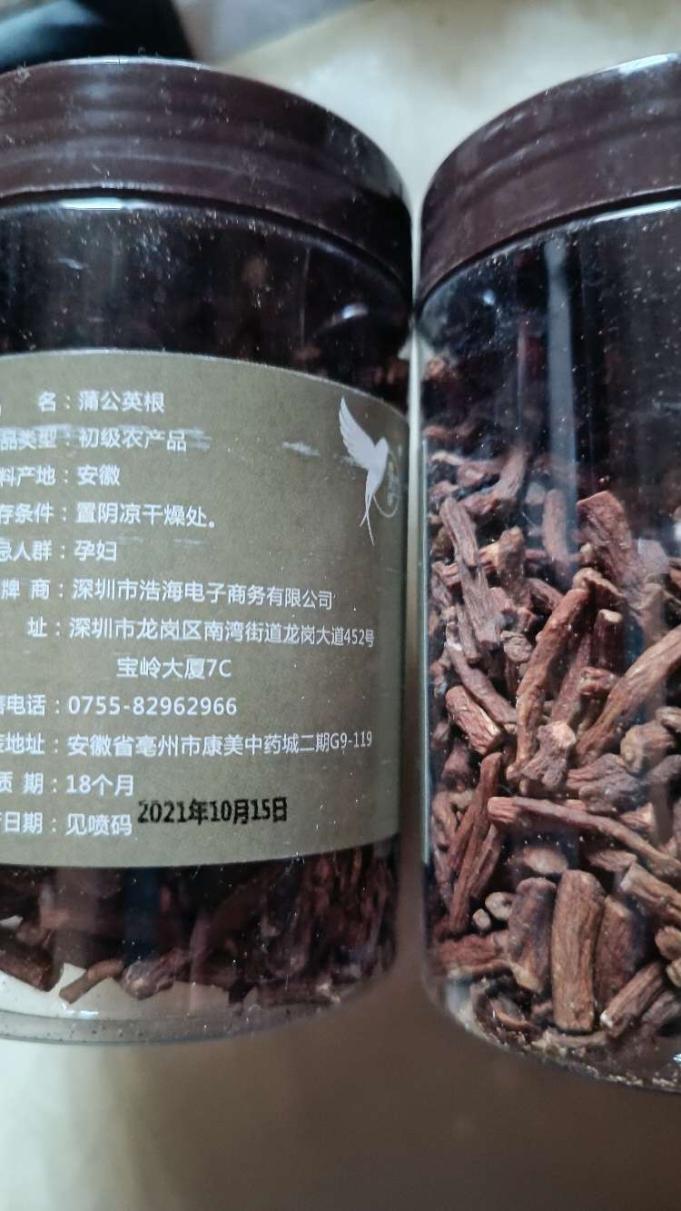 名：蒲公英根
品类型：初级农产品
料产地：安徽
存条件：置阴凉干燥处。
忌人群：孕妇
牌 商：深圳市浩海电子商务有限公司
址：深圳市龙岗区南湾街道龙岗大道452号
宝岭大厦7C
售电话：0755-82962966
装地址：安徽省亳州市康美中药城二期G9-119
质 期：18个月
产日期：见喷码 2021年10月15日